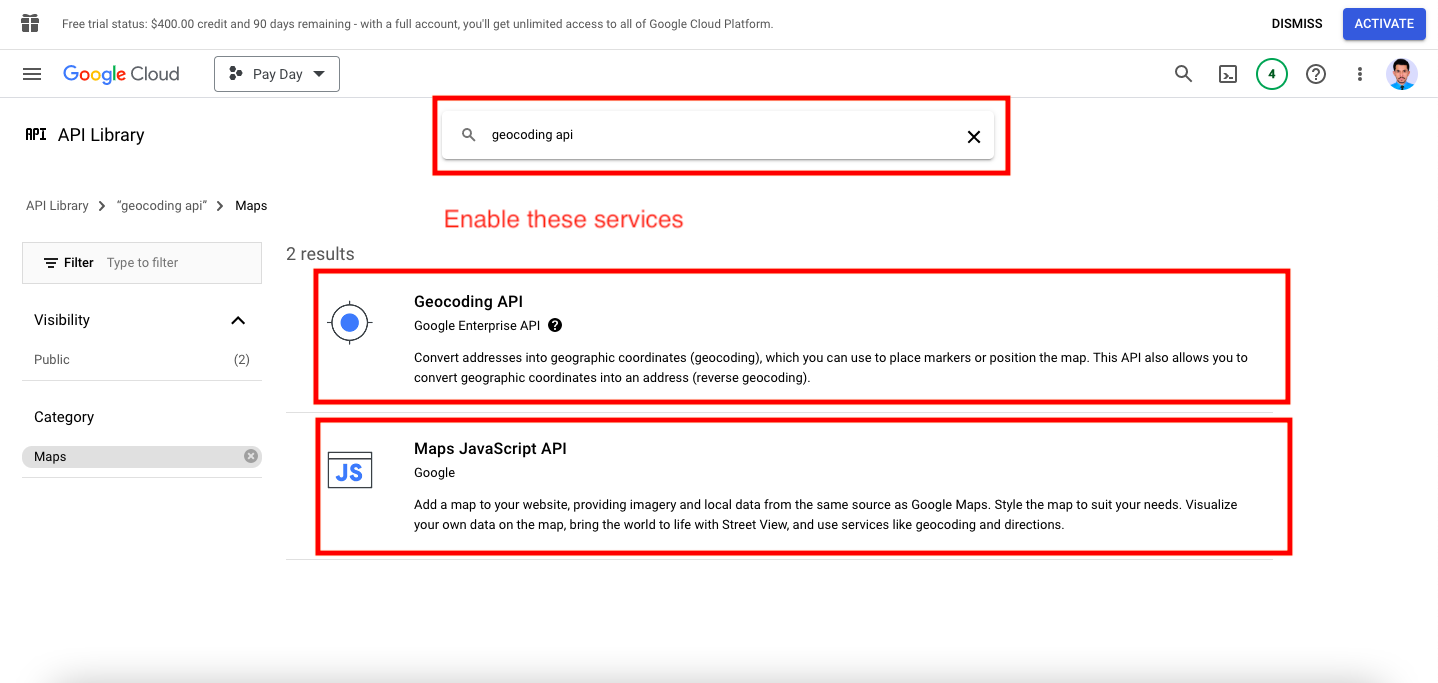 Free trial status: $400.00 credit and 90 days remaining - with a full account, you'll get unlimited access to all of Google Cloud Platform.
DISMISS
ACTIVATE
Google Cloud
Pay Day
4
API API Library
geocoding api
API Library
"geocoding api"
Maps
Enable these services
Filter Type to filter
2 results
Visibility
Public (2)
Category
Maps
Geocoding API
Google Enterprise API
Convert addresses into geographic coordinates (geocoding), which you can use to place markers or position the map. This API also allows you to
convert geographic coordinates into an address (reverse geocoding).
JS
Maps JavaScript API
Google
Add a map to your website, providing imagery and local data from the same source as Google Maps. Style the map to suit your needs. Visualize
your own data on the map, bring the world to life with Street View, and use services like geocoding and directions.